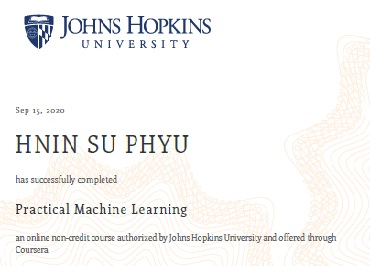 JOHNS HOPKINS
UNIVERSITY
Sep 15, 2020
HNIN SU PHYU
has successfully completed
Practical Machine Learning
an online non-credit course authorized by Johns Hopkins University and offered through
Coursera